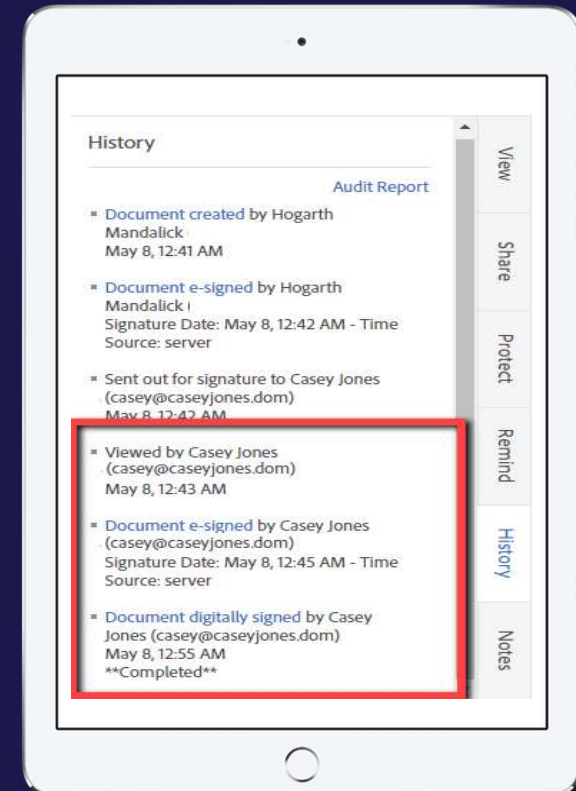 History
Audit Report
Document created by Hogarth
Mandalick
May 8, 12:41 AM
Document e-signed by Hogarth
Mandalick (
Signature Date: May 8, 12:42 AM - Time
Source: server
Sent out for signature to Casey Jones
(casey@caseyjones.dom)
May 8, 12:42 AM
Viewed by Casey Jones
(casey@caseyjones.dom)
May 8, 12:43 AM
Document e-signed by Casey Jones
(casey@caseyjones.dom)
Signature Date: May 8, 12:45 AM - Time
Source: server
Document digitally signed by Casey
Jones (casey@caseyjones.dom)
May 8, 12:55 AM
**Completed**
View
Share
Protect
Remind
History
Notes